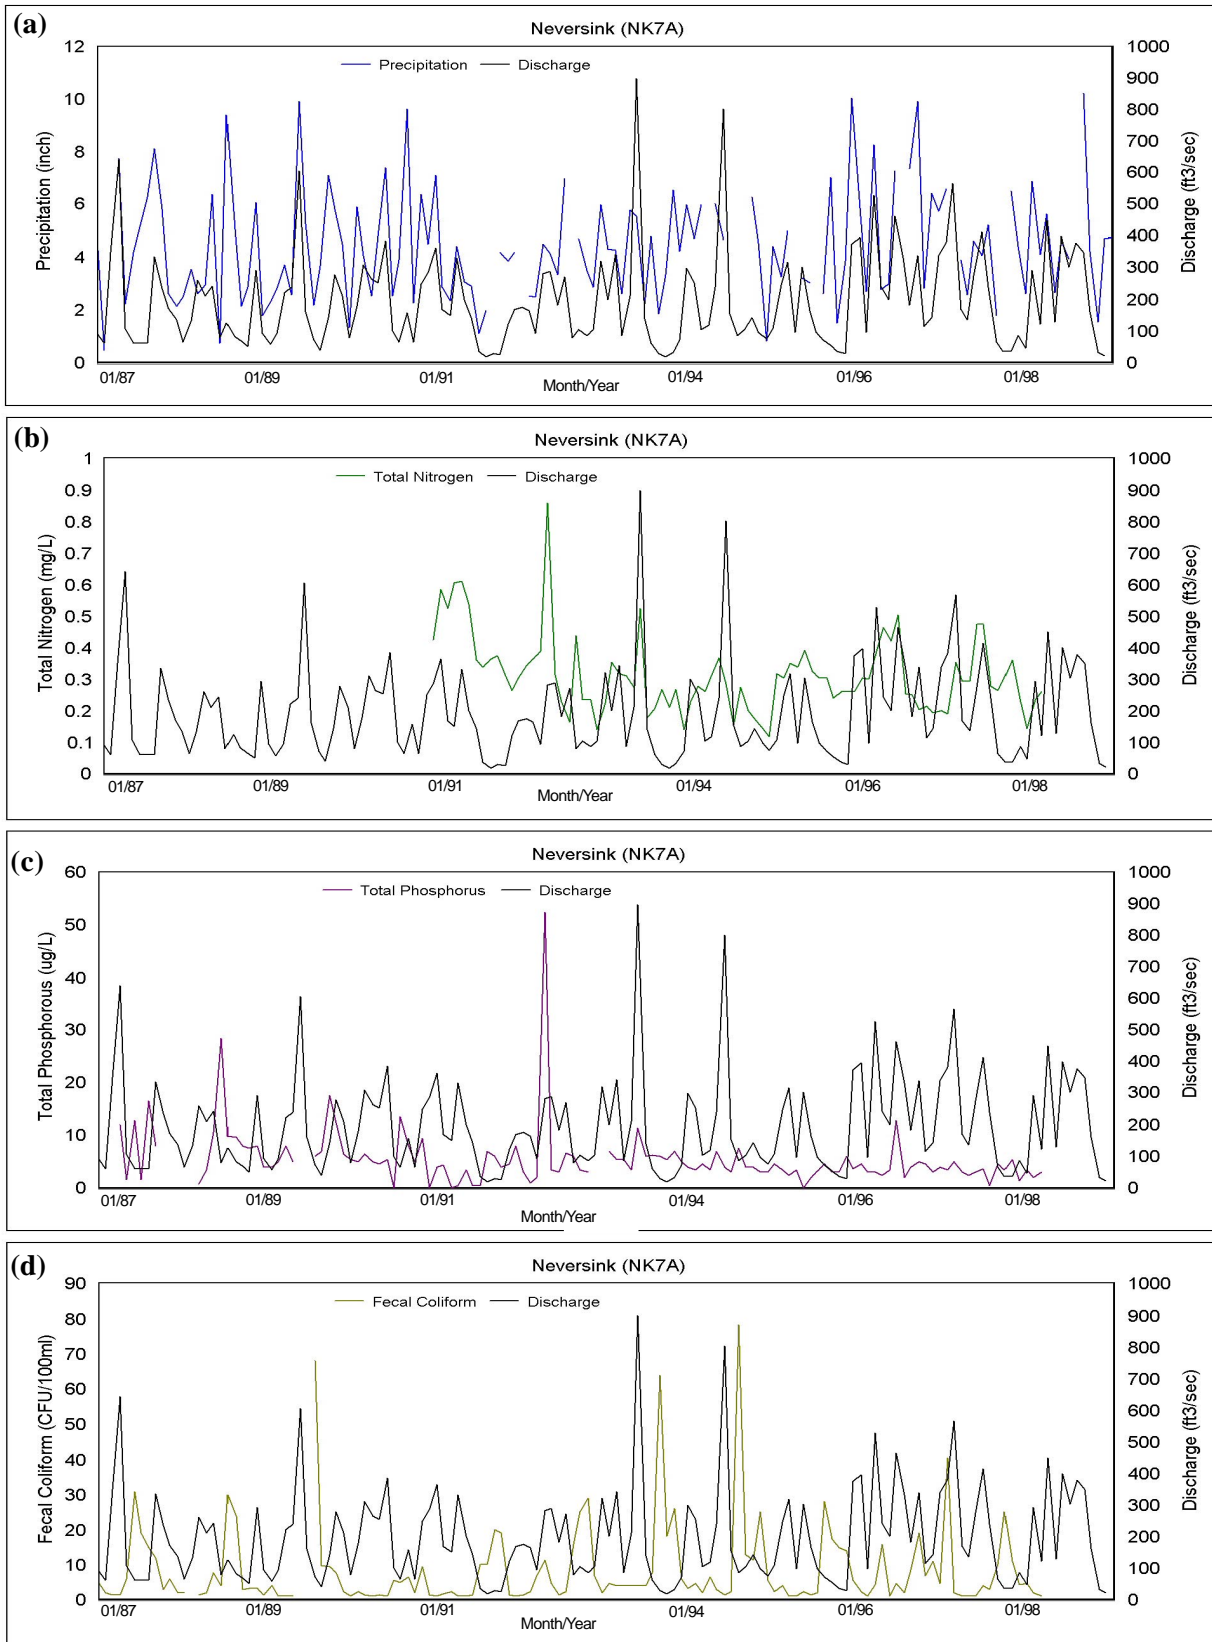 (a)
Neversink (NK7A)
Precipitation Discharge
Precipitation (inch)
12
10
8
6
4
2
0
1000
900
800
700
600
500
400
300
200
100
0
Discharge (ft3/sec)
01/87 01/89 01/91 01/94 01/96 01/98
Month/Year
(b)
Neversink (NK7A)
Total Nitrogen Discharge
Total Nitrogen (mg/L)
1
0.9
0.8
0.7
0.6
0.5
0.4
0.3
0.2
0.1
0
1000
900
800
700
600
500
400
300
200
100
0
Discharge (ft3/sec)
01/87 01/89 01/91 01/94 01/96 01/98
Month/Year
(c)
Neversink (NK7A)
Total Phosphorus Discharge
Total Phosphorous (ug/L)
60
50
40
30
20
10
0
1000
900
800
700
600
500
400
300
200
100
0
Discharge (ft3/sec)
01/87 01/89 01/91 01/94 01/96 01/98
Month/Year
(d)
Neversink (NK7A)
Fecal Coliform Discharge
Fecal Coliform (CFU/100ml)
90
80
70
60
50
40
30
20
10
0
1000
900
800
700
600
500
400
300
200
100
0
Discharge (ft3/sec)
01/87 01/89 01/91 01/94 01/96 01/98
Month/Year